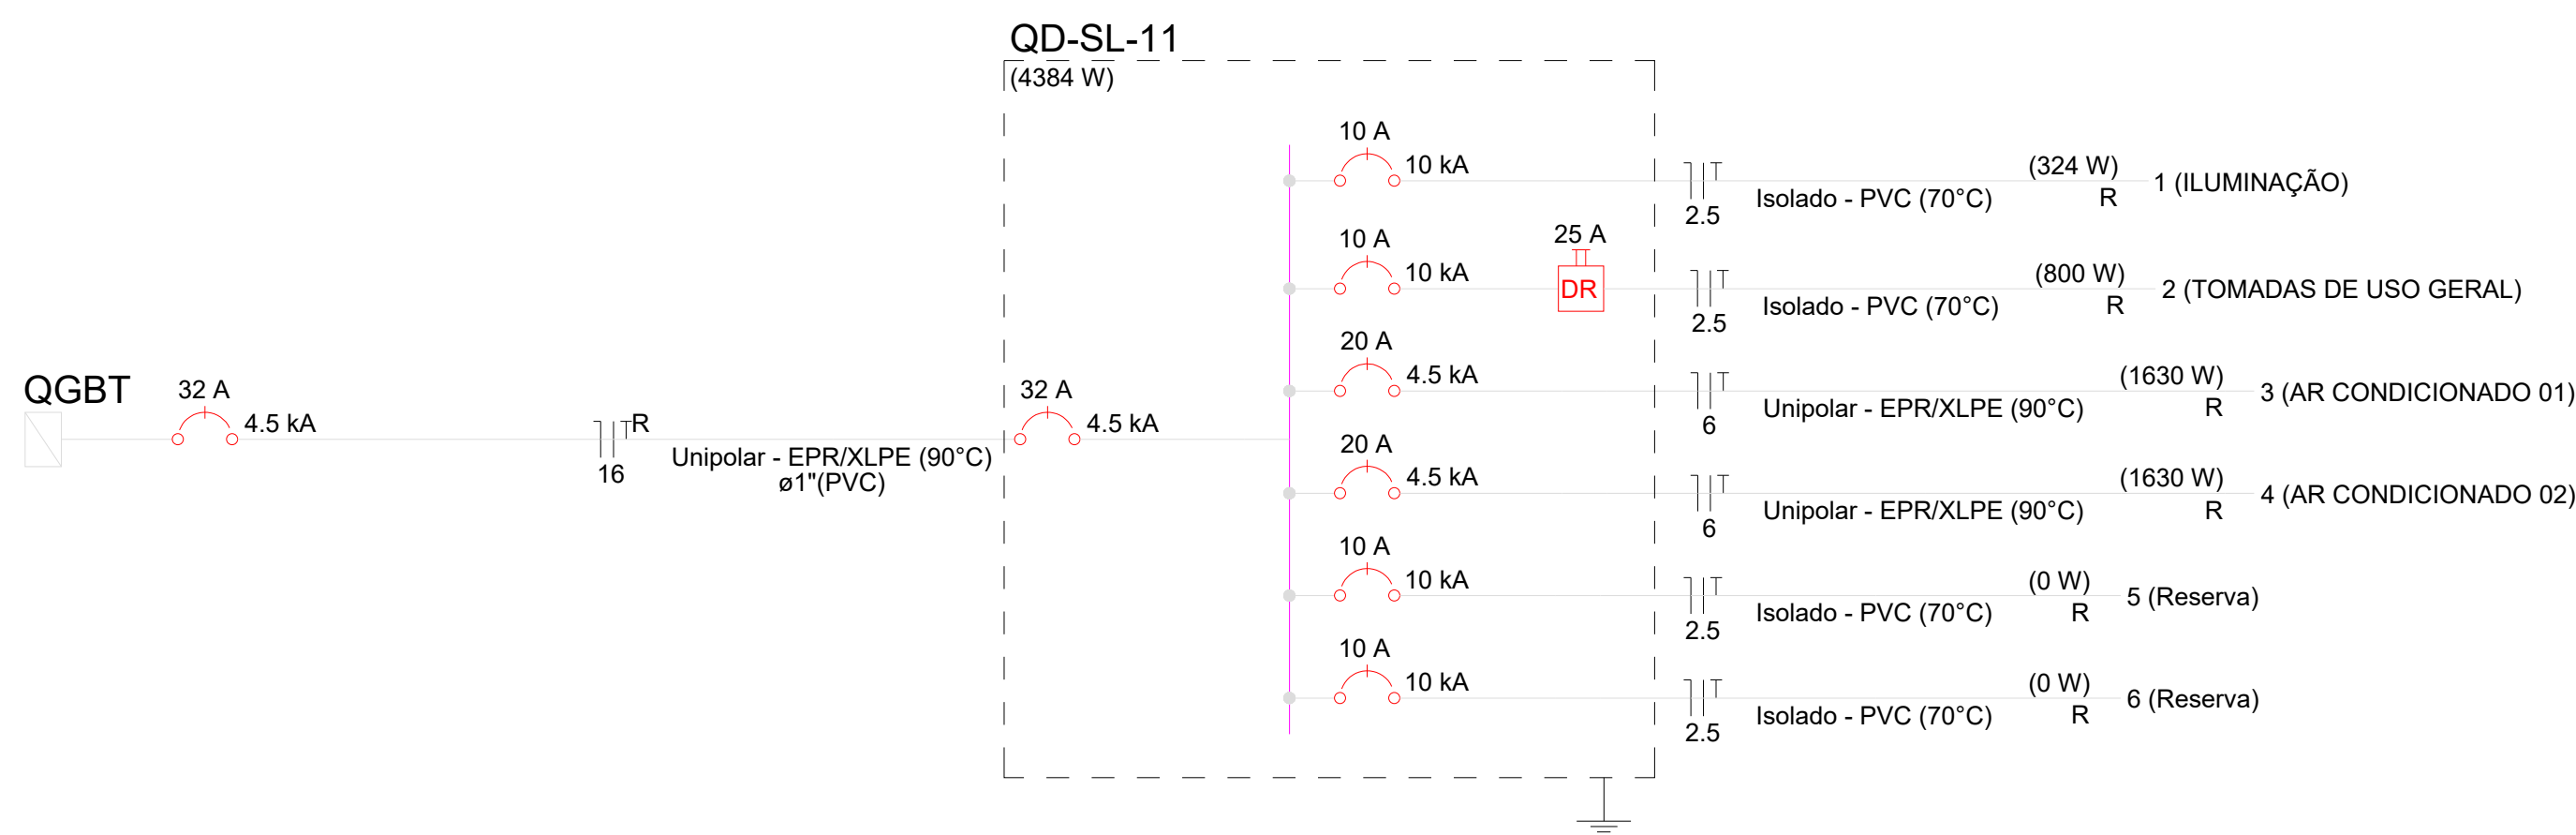 QD-SL-11
(4384 W)
10 A
10 kA
2.5
Isolado - PVC (70°C)
(324 W)
R
1 (ILUMINAÇÃO)
10 A
10 kA
25 A
DR
2.5
Isolado - PVC (70°C)
(800 W)
R
2 (TOMADAS DE USO GERAL)
20 A
4.5 kA
6
Unipolar - EPR/XLPE (90°C)
(1630 W)
R
3 (AR CONDICIONADO 01)
QGBT
32 A
4.5 kA
R
16
Unipolar - EPR/XLPE (90°C)
ø1"(PVC)
32 A
4.5 kA
20 A
4.5 kA
6
Unipolar - EPR/XLPE (90°C)
(1630 W)
R
4 (AR CONDICIONADO 02)
10 A
10 kA
2.5
Isolado - PVC (70°C)
(0 W)
R
5 (Reserva)
10 A
10 kA
2.5
Isolado - PVC (70°C)
(0 W)
R
6 (Reserva)